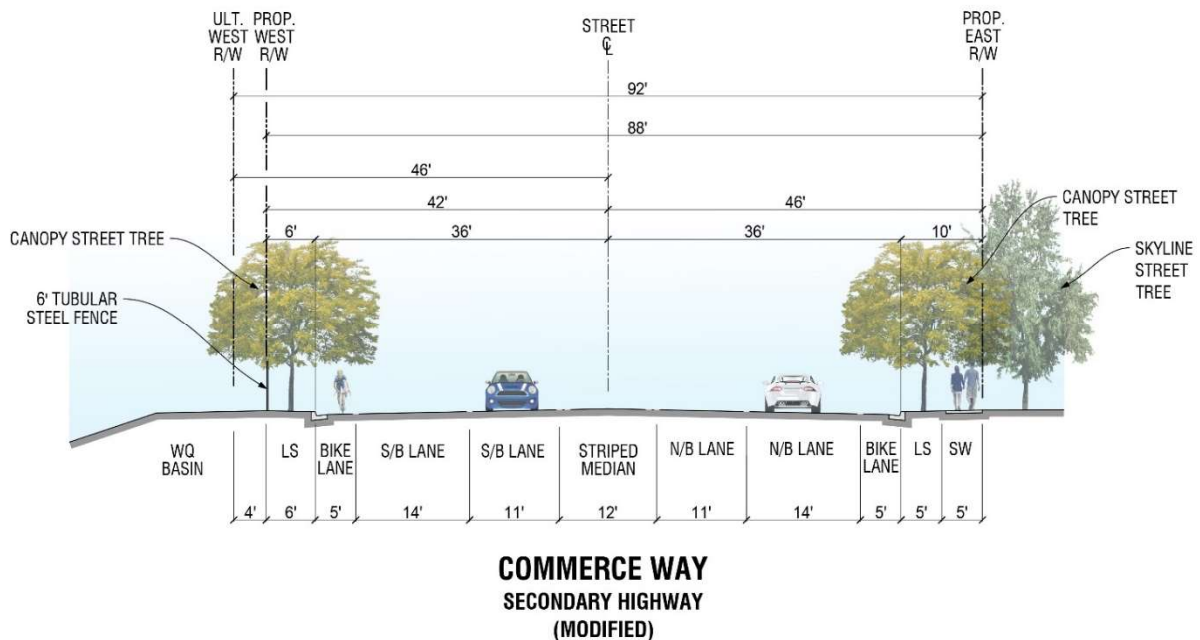 ULT.
WEST
R/W
PROP.
WEST
R/W
STREET
℄
PROP.
EAST
R/W
92'
88'
46'
42'
46'
6'
36'
36'
10'
CANOPY STREET TREE
6' TUBULAR
STEEL FENCE
CANOPY STREET
TREE
SKYLINE
STREET
TREE
WQ
BASIN
LS
BIKE
LANE
S/B LANE
S/B LANE
STRIPED
MEDIAN
N/B LANE
N/B LANE
BIKE
LANE
LS
SW
4'
6'
5'
14'
11'
12'
11'
14'
5'
5'
5'
COMMERCE WAY
SECONDARY HIGHWAY
(MODIFIED)